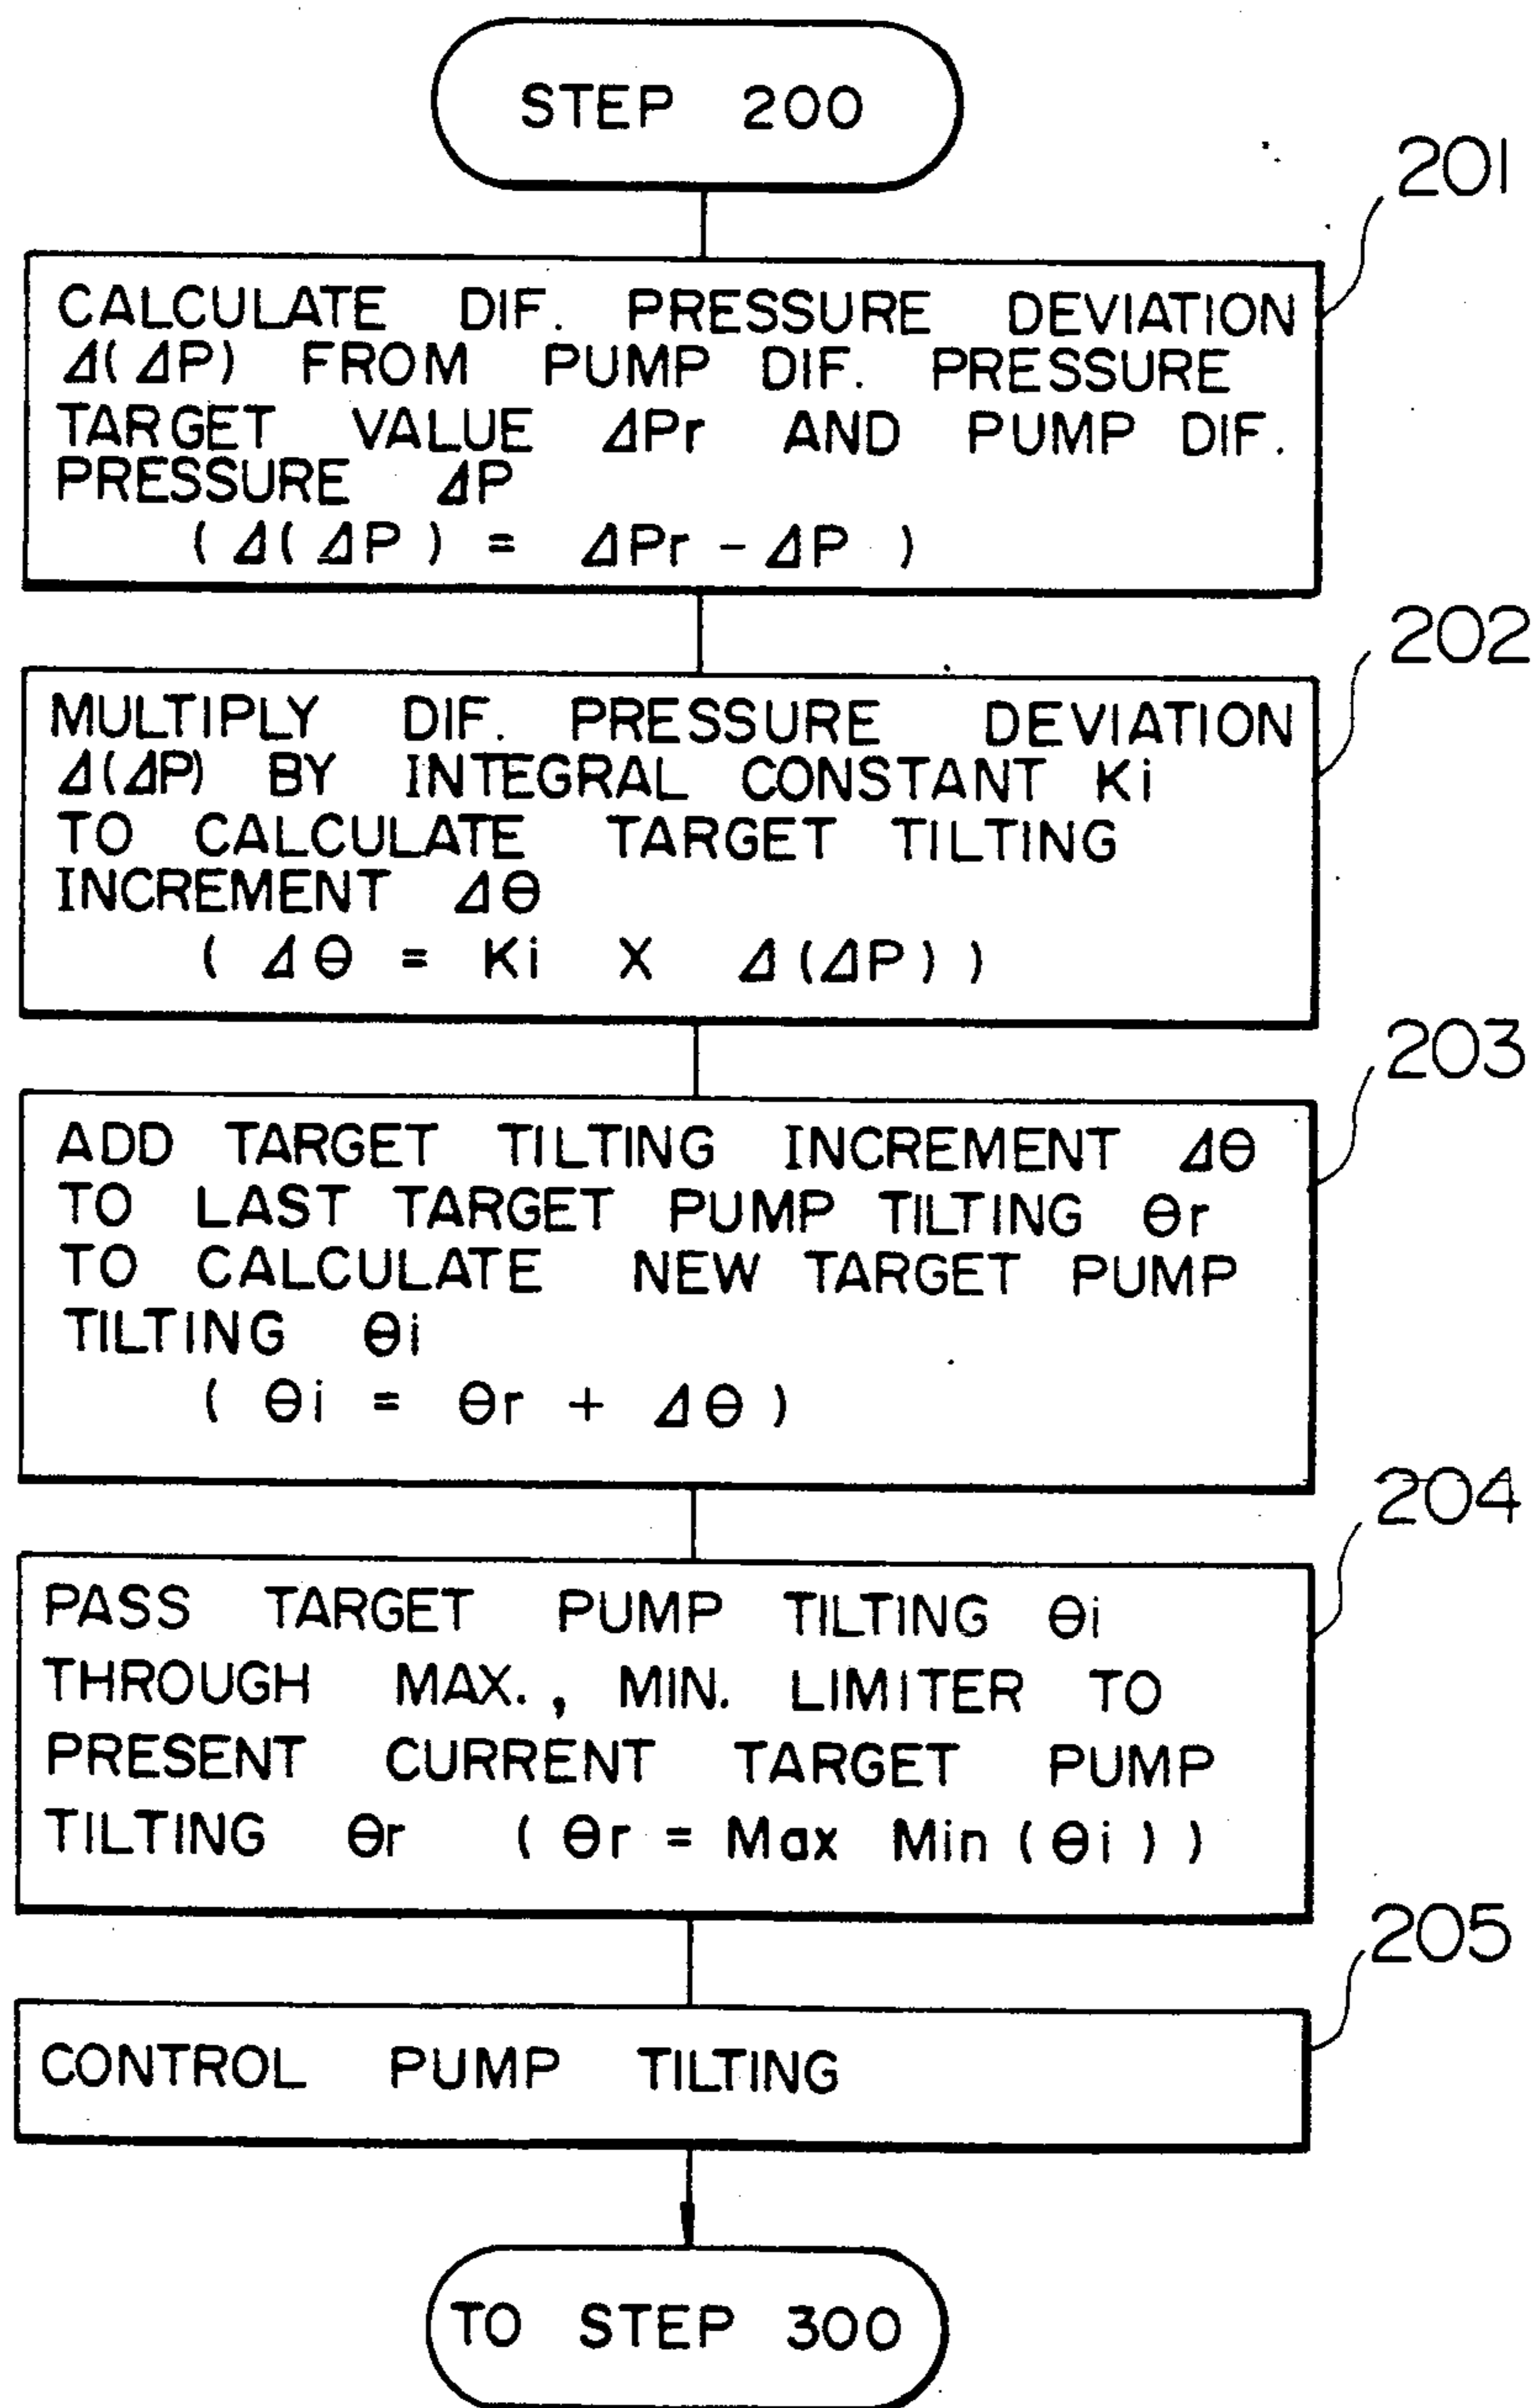 STEP 200
201
CALCULATE DIF. PRESSURE DEVIATION
Δ(ΔP) FROM PUMP DIF. PRESSURE
TARGET VALUE ΔPr AND PUMP DIF.
PRESSURE ΔP
(Δ(ΔP) = ΔPr - ΔP)
202
MULTIPLY DIF. PRESSURE DEVIATION
Δ(ΔP) BY INTEGRAL CONSTANT Ki
TO CALCULATE TARGET TILTING
INCREMENT Δθ
(Δθ = Ki X Δ(ΔP))
203
ADD TARGET TILTING INCREMENT Δθ
TO LAST TARGET PUMP TILTING θr
TO CALCULATE NEW TARGET PUMP
TILTING θi
(θi = θr + Δθ)
204
PASS TARGET PUMP TILTING θi
THROUGH MAX., MIN. LIMITER TO
PRESENT CURRENT TARGET PUMP
TILTING θr (θr = Max Min (θi))
205
CONTROL PUMP TILTING
TO STEP 300